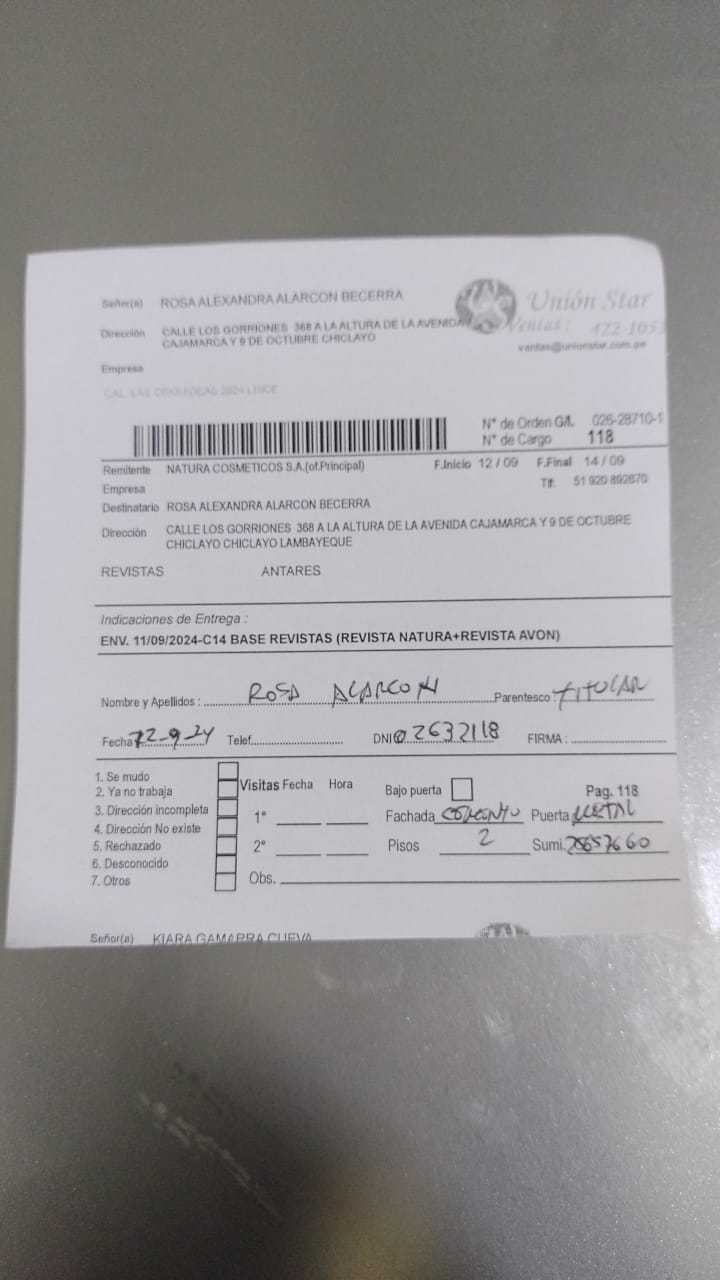 Señor(a) ROSA ALEXANDRA ALARCON BECERRA
Unión Star
Dirección CALLE LOS GORRIONES 368 A LA ALTURA DE LA AVENIDA
CAJAMARCA Y 9 DE OCTUBRE CHICLAYO
Ventas: 422-1653
ventas@unionstar.com.pe
Empresa
N° de Orden G/L 026-28710-1
N° de Cargo 118
Remitente NATURA COSMETICOS S.A.(of.Principal) F.Inicio 12 / 09 F.Final 14 / 09
Empresa Tlf: 51 920 892670
Destinatario ROSA ALEXANDRA ALARCON BECERRA
Dirección CALLE LOS GORRIONES 368 A LA ALTURA DE LA AVENIDA CAJAMARCA Y 9 DE OCTUBRE
CHICLAYO CHICLAYO LAMBAYEQUE
REVISTAS ANTARES
Indicaciones de Entrega :
ENV. 11/09/2024-C14 BASE REVISTAS (REVISTA NATURA+REVISTA AVON)
Nombre y Apellidos : ROSA ALARCON Parentesco : TITULAR
Fecha 12-9-24 Telef. DNI 02632118 FIRMA :
1. Se mudo
2. Ya no trabaja
3. Dirección incompleta
4. Dirección No existe
5. Rechazado
6. Desconocido
7. Otros
Visitas Fecha Hora
1°
2°
Obs.
Bajo puerta Pag. 118
Fachada Puerta METAL
Pisos 2 Sumi.
Señor(a) KIARA GAMARRA CUEVA